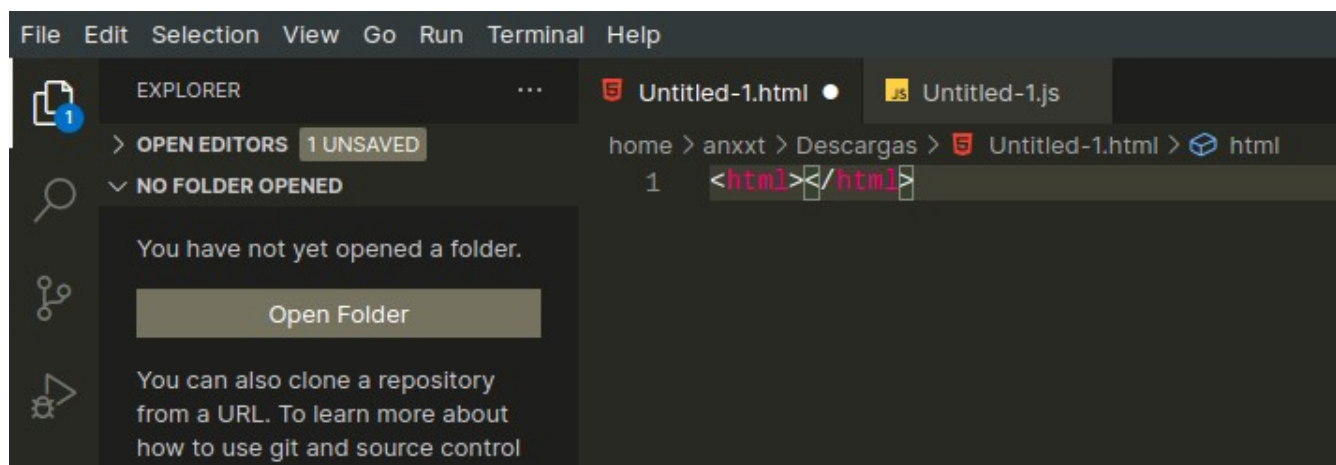 File Edit Selection View Go Run Terminal Help
EXPLORER ...
1
> OPEN EDITORS 1 UNSAVED
NO FOLDER OPENED
You have not yet opened a folder.
Open Folder
You can also clone a repository
from a URL. To learn more about
how to use git and source control
Untitled-1.html ● JS Untitled-1.js
home > anxxt > Descargas > Untitled-1.html > html
1 <html></html>